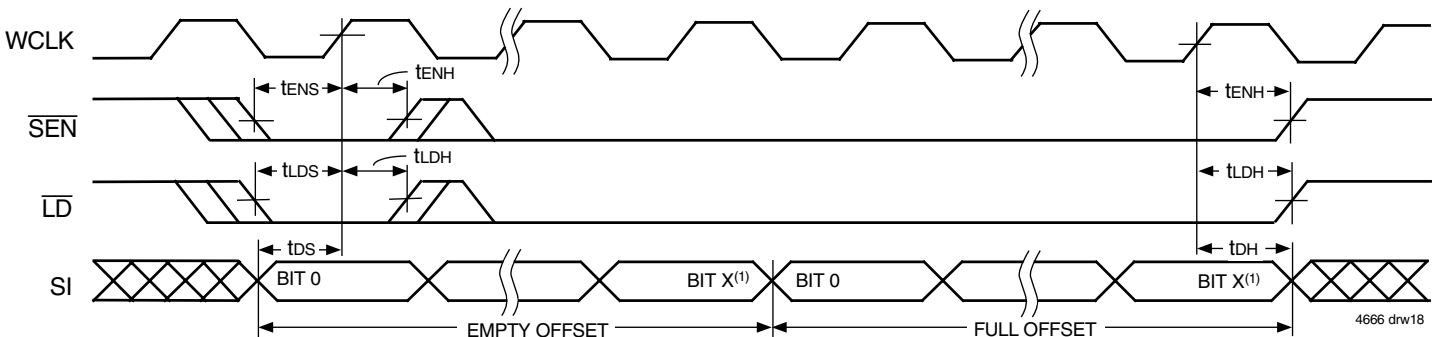 WCLK
tENH
tENS
tENH
SEN
tLDH
tLDS
tLDH
LD
tDS
tDH
SI
BIT 0
BIT X(1)
BIT 0
BIT X(1)
EMPTY OFFSET
FULL OFFSET
4666 drw18